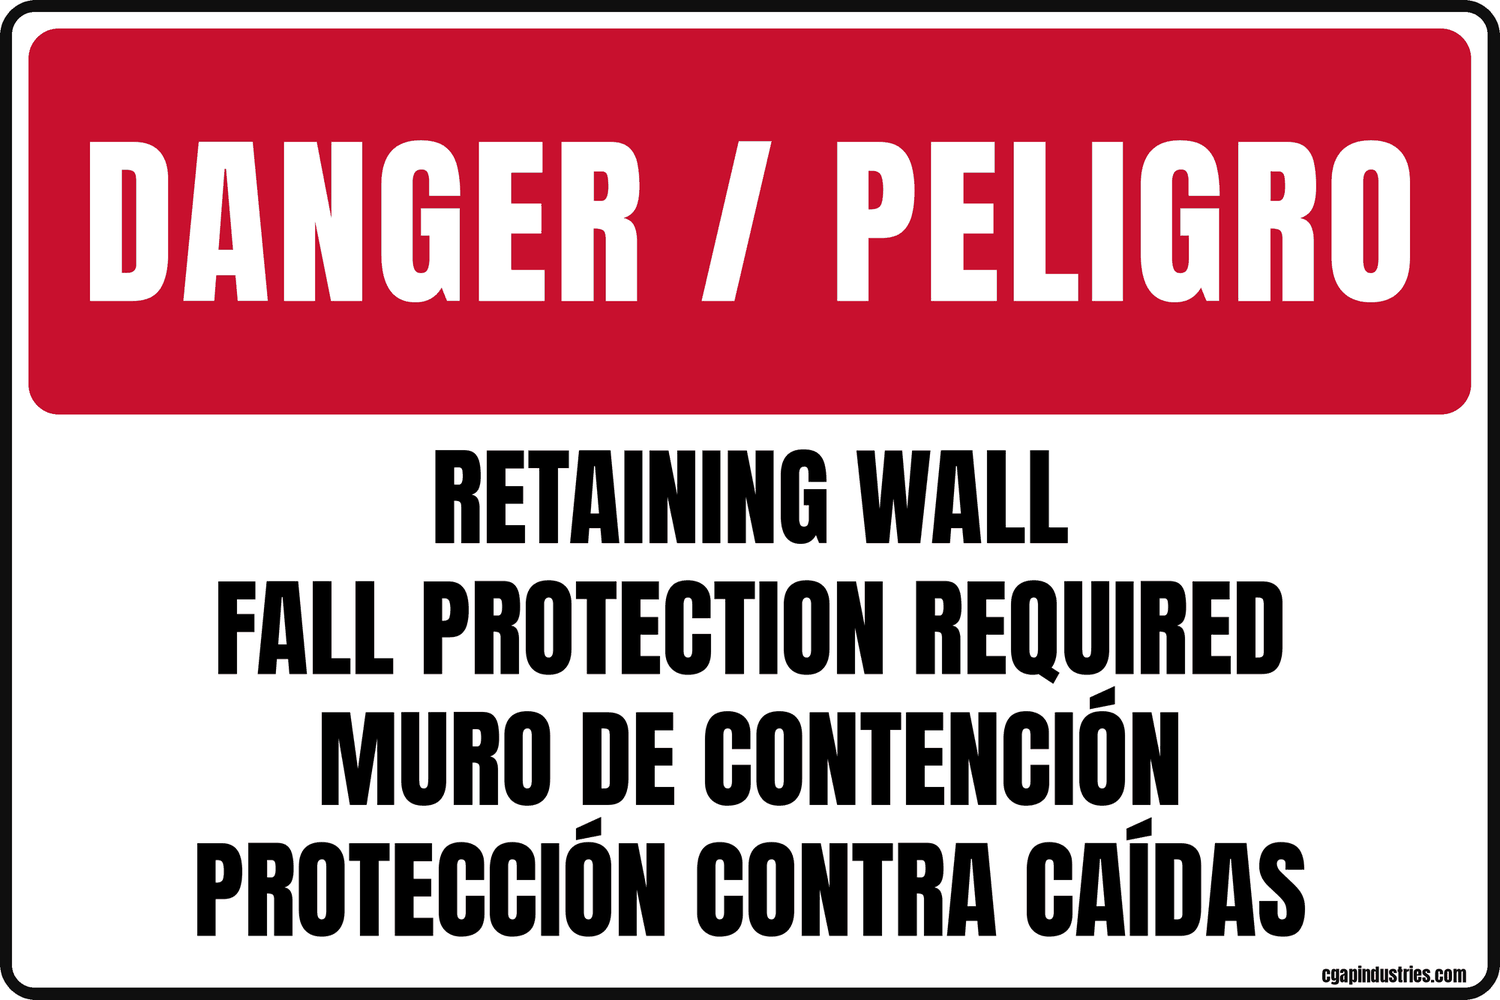 DANGER / PELIGRO
RETAINING WALL
FALL PROTECTION REQUIRED
MURO DE CONTENCIÓN
PROTECCIÓN CONTRA CAÍDAS
cgapindustries.com